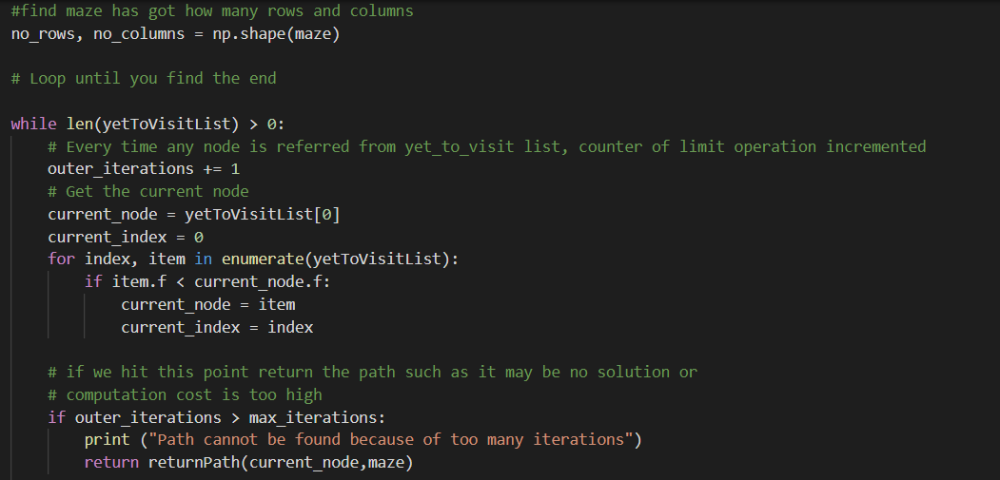 #find maze has got how many rows and columns
no_rows, no_columns = np.shape(maze)
# Loop until you find the end
while len(yetToVisitList) > 0:
# Every time any node is referred from yet_to_visit list, counter of limit operation incremented
outer_iterations += 1
# Get the current node
current_node = yetToVisitList[0]
current_index = 0
for index, item in enumerate(yetToVisitList):
if item.f < current_node.f:
current_node = item
current_index = index
# if we hit this point return the path such as it may be no solution or
# computation cost is too high
if outer_iterations > max_iterations:
print ("Path cannot be found because of too many iterations")
return returnPath(current_node,maze)